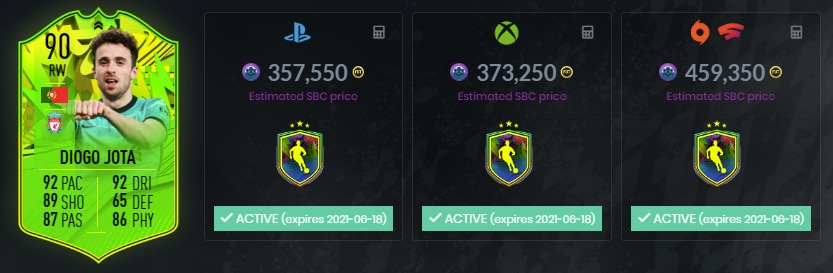 90
RW
DIOGO JOTA
92 PAC 92 DRI
89 SHO 65 DEF
87 PAS 86 PHY
357,550
Estimated SBC price
ACTIVE (expires 2021-06-18)
373,250
Estimated SBC price
ACTIVE (expires 2021-06-18)
459,350
Estimated SBC price
ACTIVE (expires 2021-06-18)